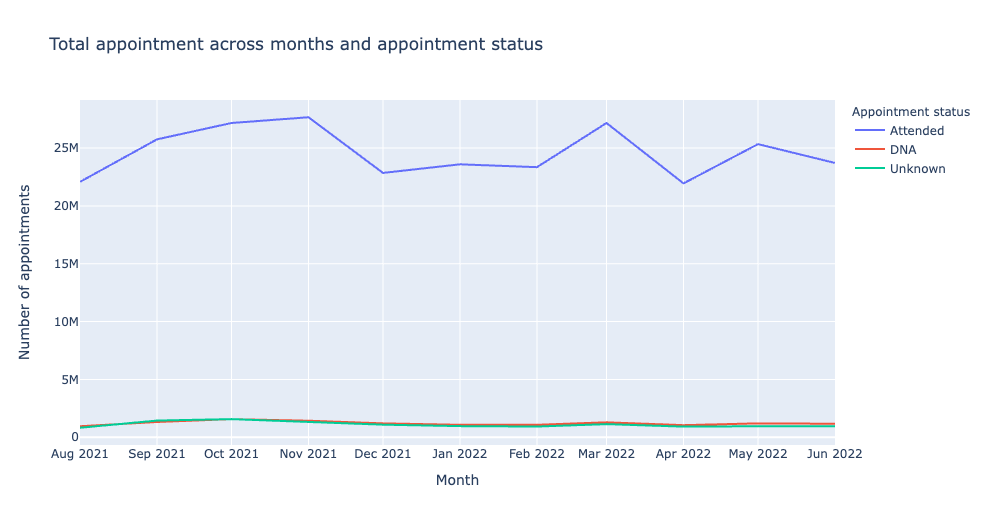 Total appointment across months and appointment status
Appointment status
Attended
DNA
Unknown
Number of appointments
25M
20M
15M
10M
5M
0
Aug 2021 Sep 2021 Oct 2021 Nov 2021 Dec 2021 Jan 2022 Feb 2022 Mar 2022 Apr 2022 May 2022 Jun 2022
Month